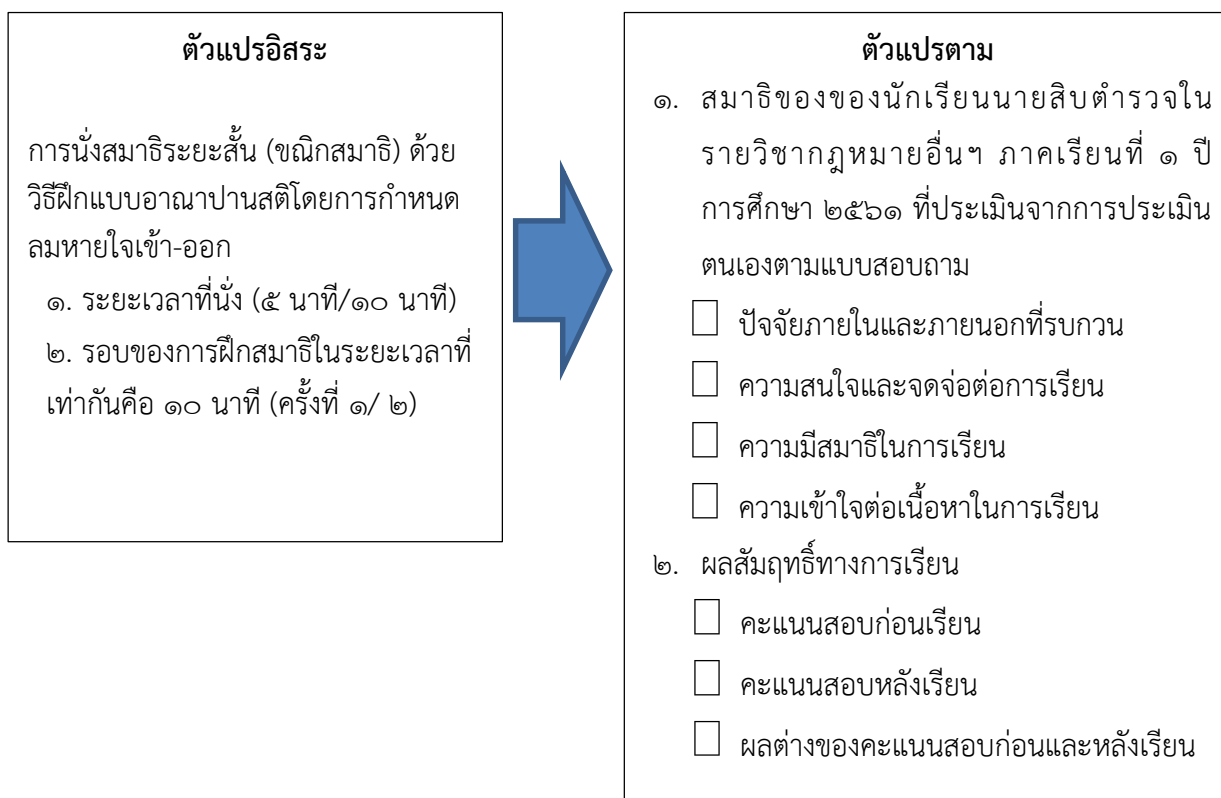 ตัวแปรอิสระ
การนั่งสมาธิระยะสั้น (ขณิกสมาธิ) ด้วย
วิธีฝึกแบบอาณาปานสติโดยการกำหนด
ลมหายใจเข้า-ออก
๑. ระยะเวลาที่นั่ง (๕ นาที/๑๐ นาที)
๒. รอบของการฝึกสมาธิในระยะเวลาที่
เท่ากันคือ ๑๐ นาที (ครั้งที่ ๑/ ๒)
ตัวแปรตาม
๑. สมาธิของของนักเรียนนายสิบตำรวจใน
รายวิชากฎหมายอื่นฯ ภาคเรียนที่ ๑ ปี
การศึกษา ๒๕๖๑ ที่ประเมินจากการประเมิน
ตนเองตามแบบสอบถาม
ปัจจัยภายในและภายนอกที่รบกวน
ความสนใจและจดจ่อต่อการเรียน
ความมีสมาธิในการเรียน
ความเข้าใจต่อเนื้อหาในการเรียน
๒. ผลสัมฤทธิ์ทางการเรียน
คะแนนสอบก่อนเรียน
คะแนนสอบหลังเรียน
ผลต่างของคะแนนสอบก่อนและหลังเรียน